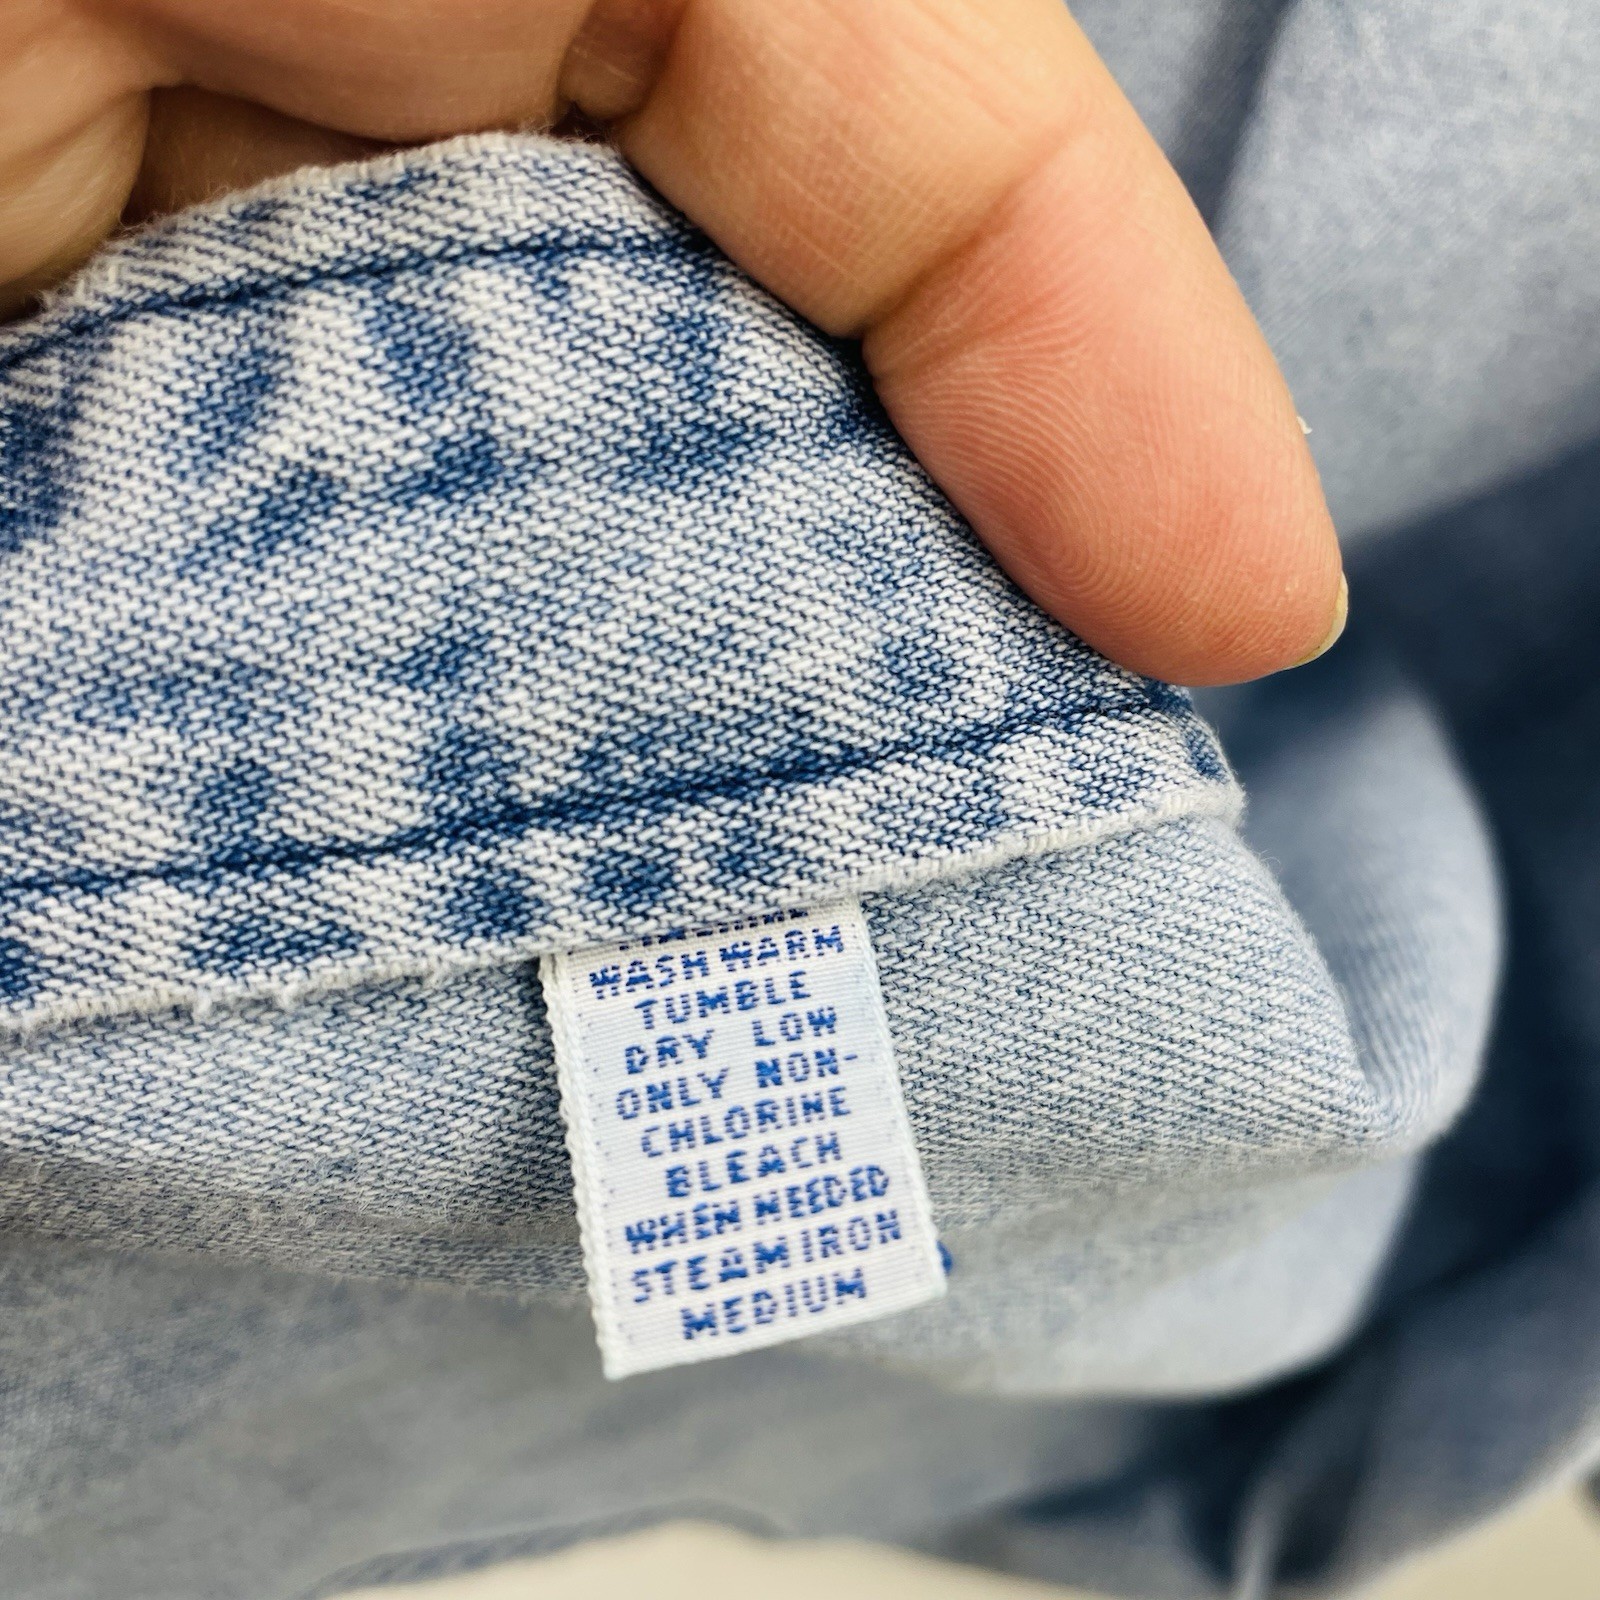 WASH WARM
TUMBLE
DRY LOW
ONLY NON-
CHLORINE
BLEACH
WHEN NEEDED
STEAM IRON
MEDIUM